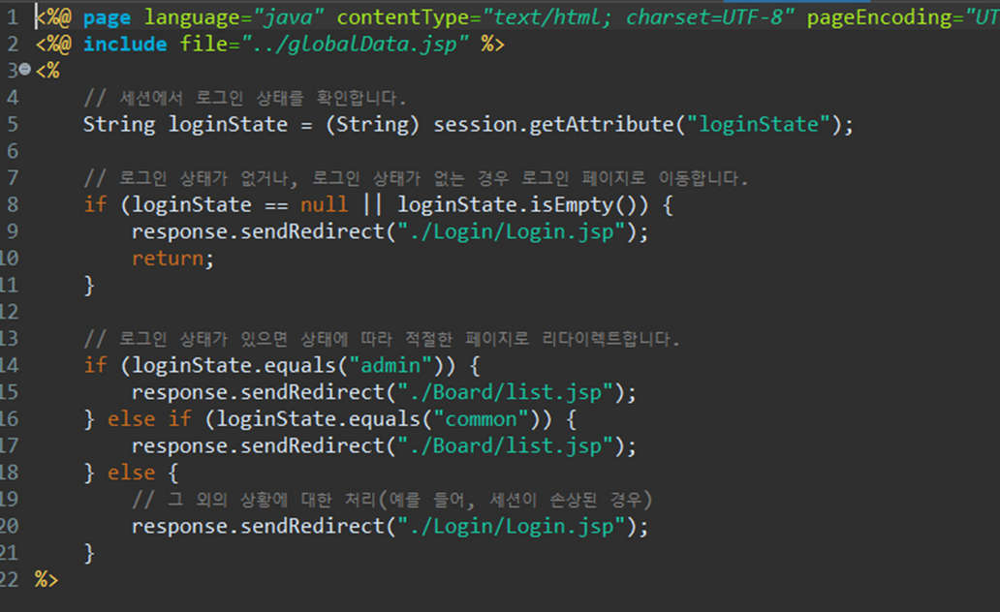 1 <%@ page language="java" contentType="text/html; charset=UTF-8" pageEncoding="UT
2 <%@ include file="../globalData.jsp" %>
3 <%
4 // 세션에서 로그인 상태를 확인합니다.
5 String loginState = (String) session.getAttribute("loginState");
6
7 // 로그인 상태가 없거나, 로그인 상태가 없는 경우 로그인 페이지로 이동합니다.
8 if (loginState == null || loginState.isEmpty()) {
9 response.sendRedirect("./Login/Login.jsp");
10 return;
11 }
12
13 // 로그인 상태가 있으면 상태에 따라 적절한 페이지로 리다이렉트합니다.
14 if (loginState.equals("admin")) {
15 response.sendRedirect("./Board/list.jsp");
16 } else if (loginState.equals("common")) {
17 response.sendRedirect("./Board/list.jsp");
18 } else {
19 // 그 외의 상황에 대한 처리(예를 들어, 세션이 손상된 경우)
20 response.sendRedirect("./Login/Login.jsp");
21 }
22 %>